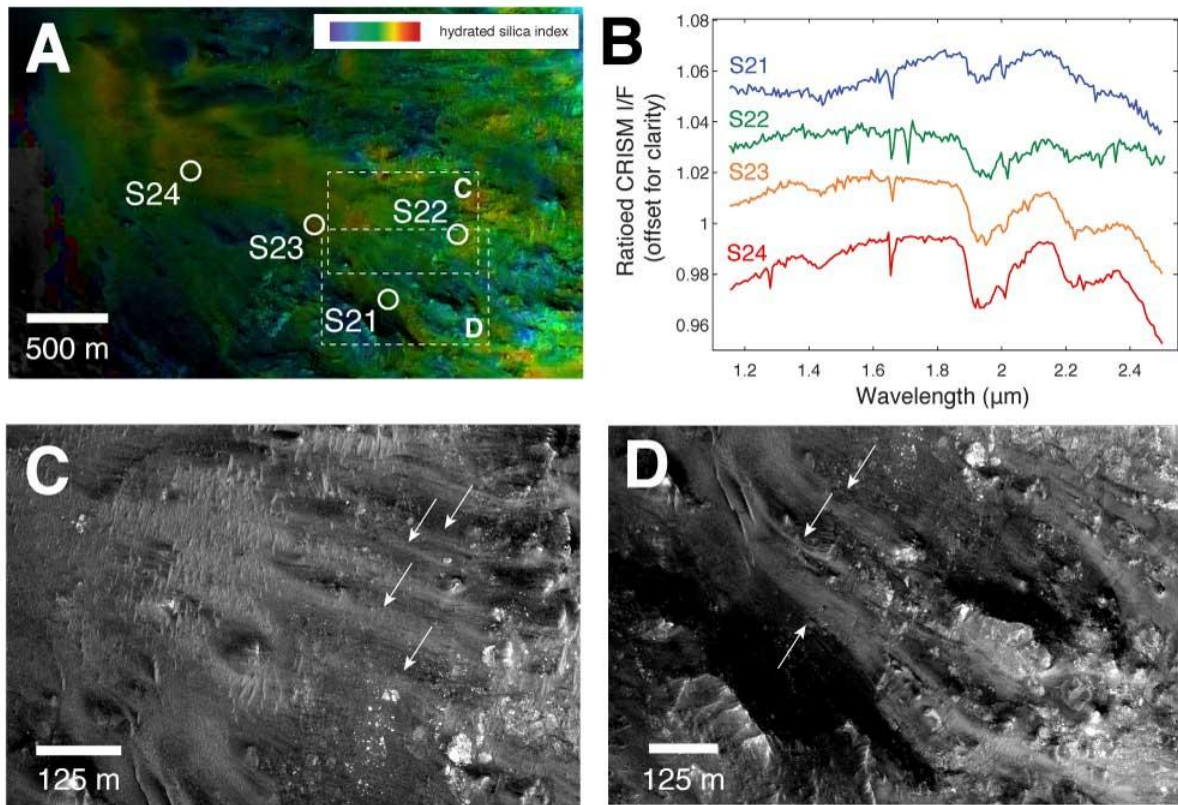 A
hydrated silica index
S24
S23
C
S22
S21
D
500 m
B
Ratioed CRISM I/F
(offset for clarity)
1.08
1.06
1.04
1.02
1
0.98
0.96
S21
S22
S23
S24
1.2 1.4 1.6 1.8 2 2.2 2.4
Wavelength (μm)
C
125 m
D
125 m